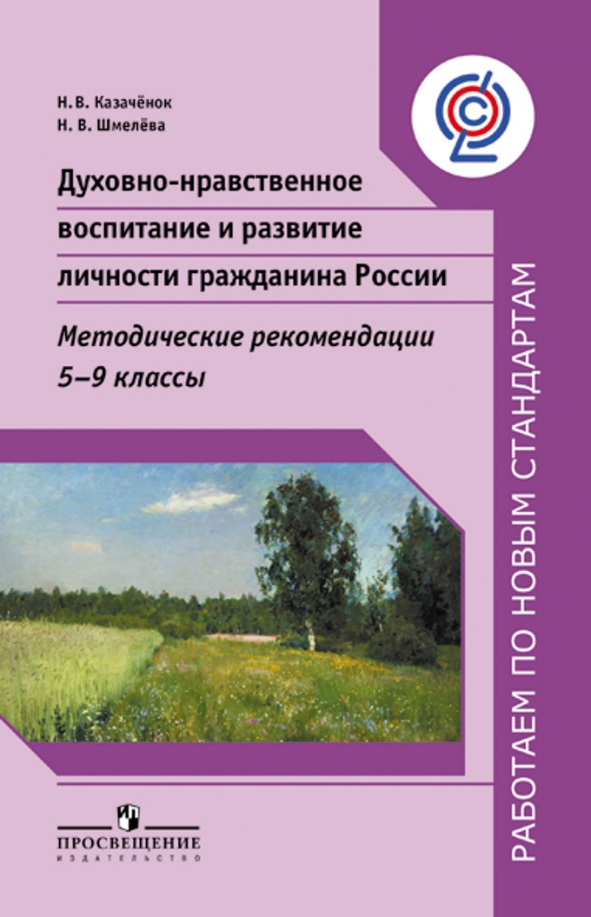 Н. В. Казачёнок
Н. В. Шмелёва
Духовно-нравственное
воспитание и развитие
личности гражданина России
Методические рекомендации
5–9 классы
РАБОТАЕМ ПО НОВЫМ СТАНДАРТАМ
ПРОСВЕЩЕНИЕ
ИЗДАТЕЛЬСТВО